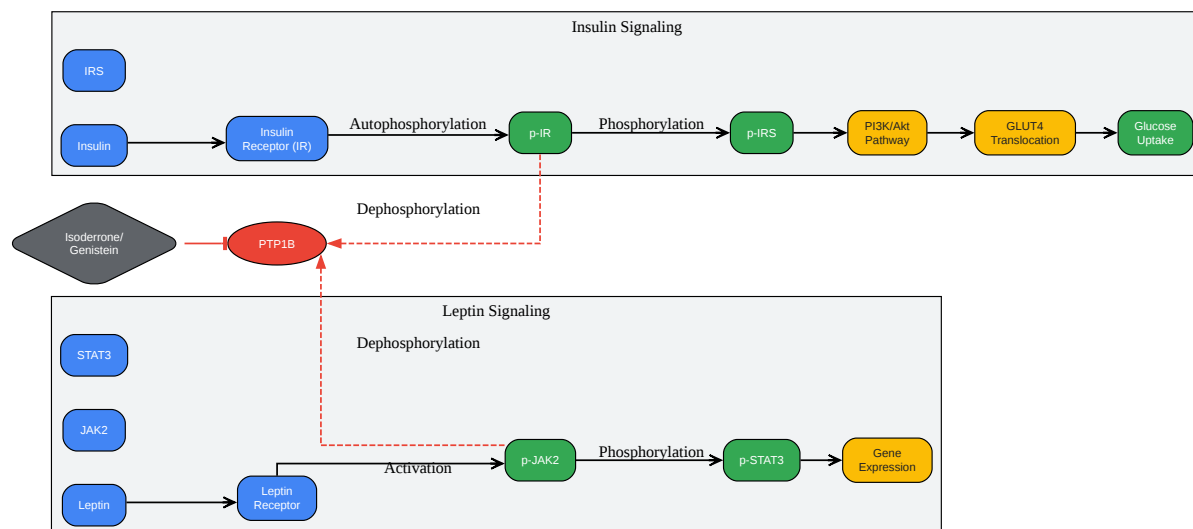 Insulin Signaling
IRS
Insulin
Insulin
Receptor (IR)
Autophosphorylation
p-IR
Phosphorylation
p-IRS
PI3K/Akt
Pathway
GLUT4
Translocation
Glucose
Uptake
Dephosphorylation
Isoderrone/
Genistein
PTP1B
Leptin Signaling
Dephosphorylation
STAT3
JAK2
Leptin
Leptin
Receptor
Activation
p-JAK2
Phosphorylation
p-STAT3
Gene
Expression